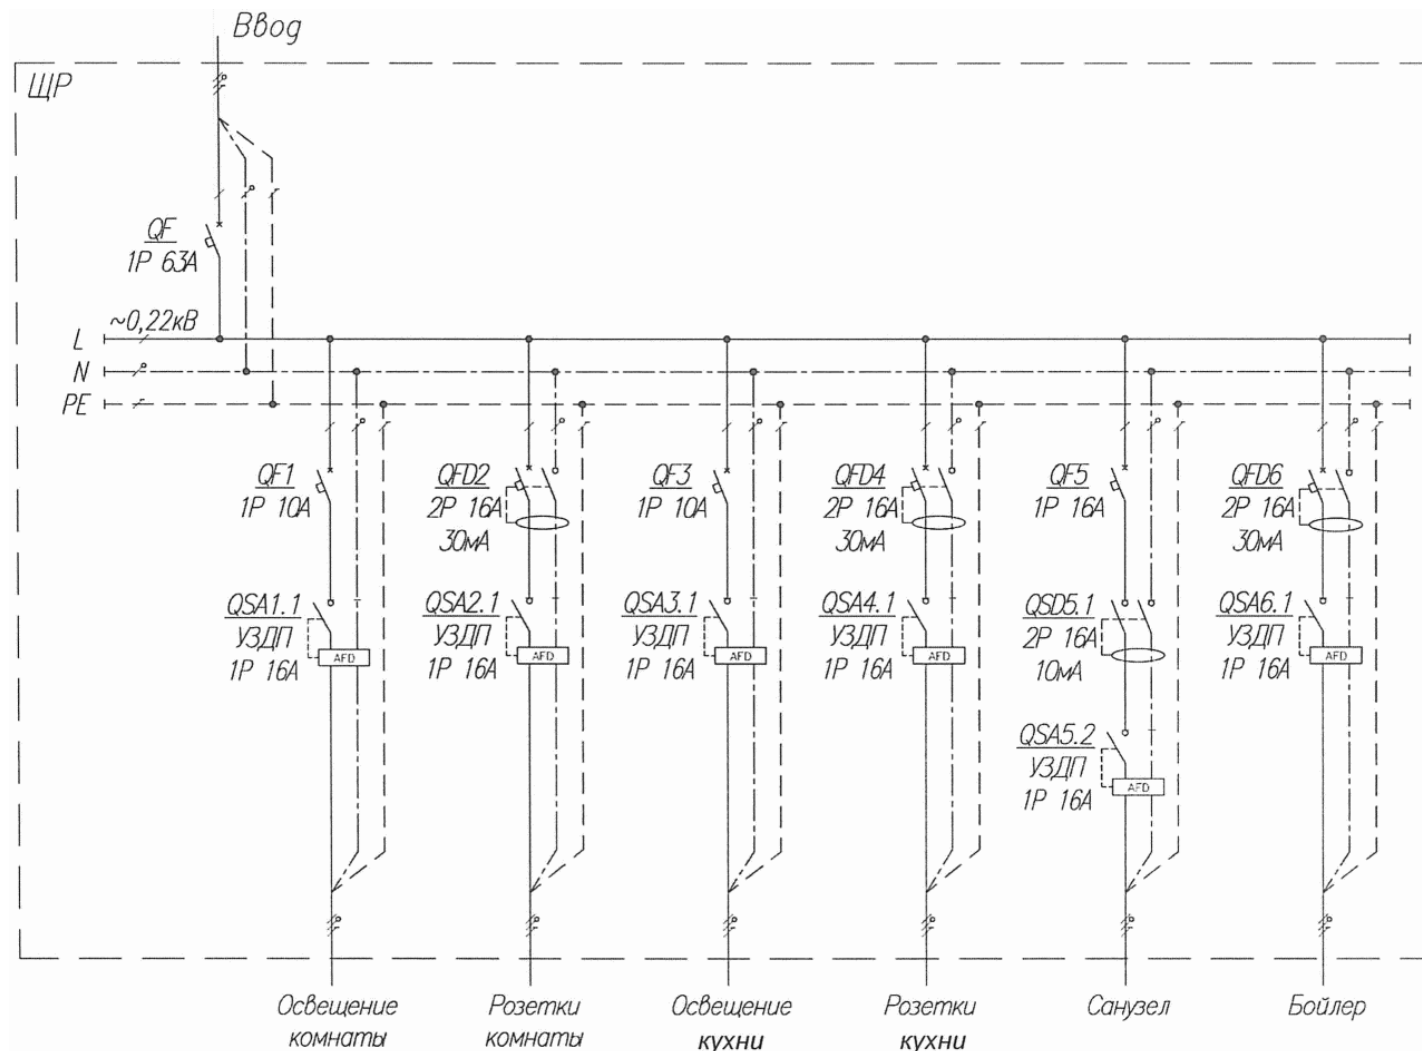 Ввод
ЩР
QF
1P 63A
~0,22кВ
L
N
PE
QF1
1P 10A
QFD2
2P 16A
30мА
QF3
1P 10A
QFD4
2P 16A
30мА
QF5
1P 16A
QFD6
2P 16A
30мА
QSA1.1
УЗДП
1P 16A
AFD
QSA2.1
УЗДП
1P 16A
AFD
QSA3.1
УЗДП
1P 16A
AFD
QSA4.1
УЗДП
1P 16A
AFD
QSD5.1
2P 16A
10мА
QSA6.1
УЗДП
1P 16A
AFD
QSA5.2
УЗДП
1P 16A
AFD
Освещение
комнаты
Розетки
комнаты
Освещение
кухни
Розетки
кухни
Санузел
Бойлер